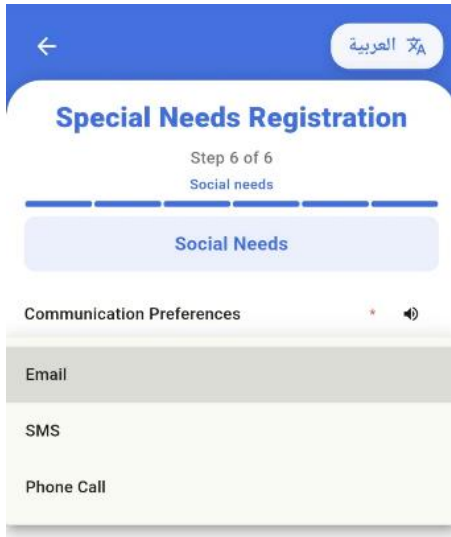 العربية
Special Needs Registration
Step 6 of 6
Social needs
Social Needs
Communication Preferences *
Email
SMS
Phone Call